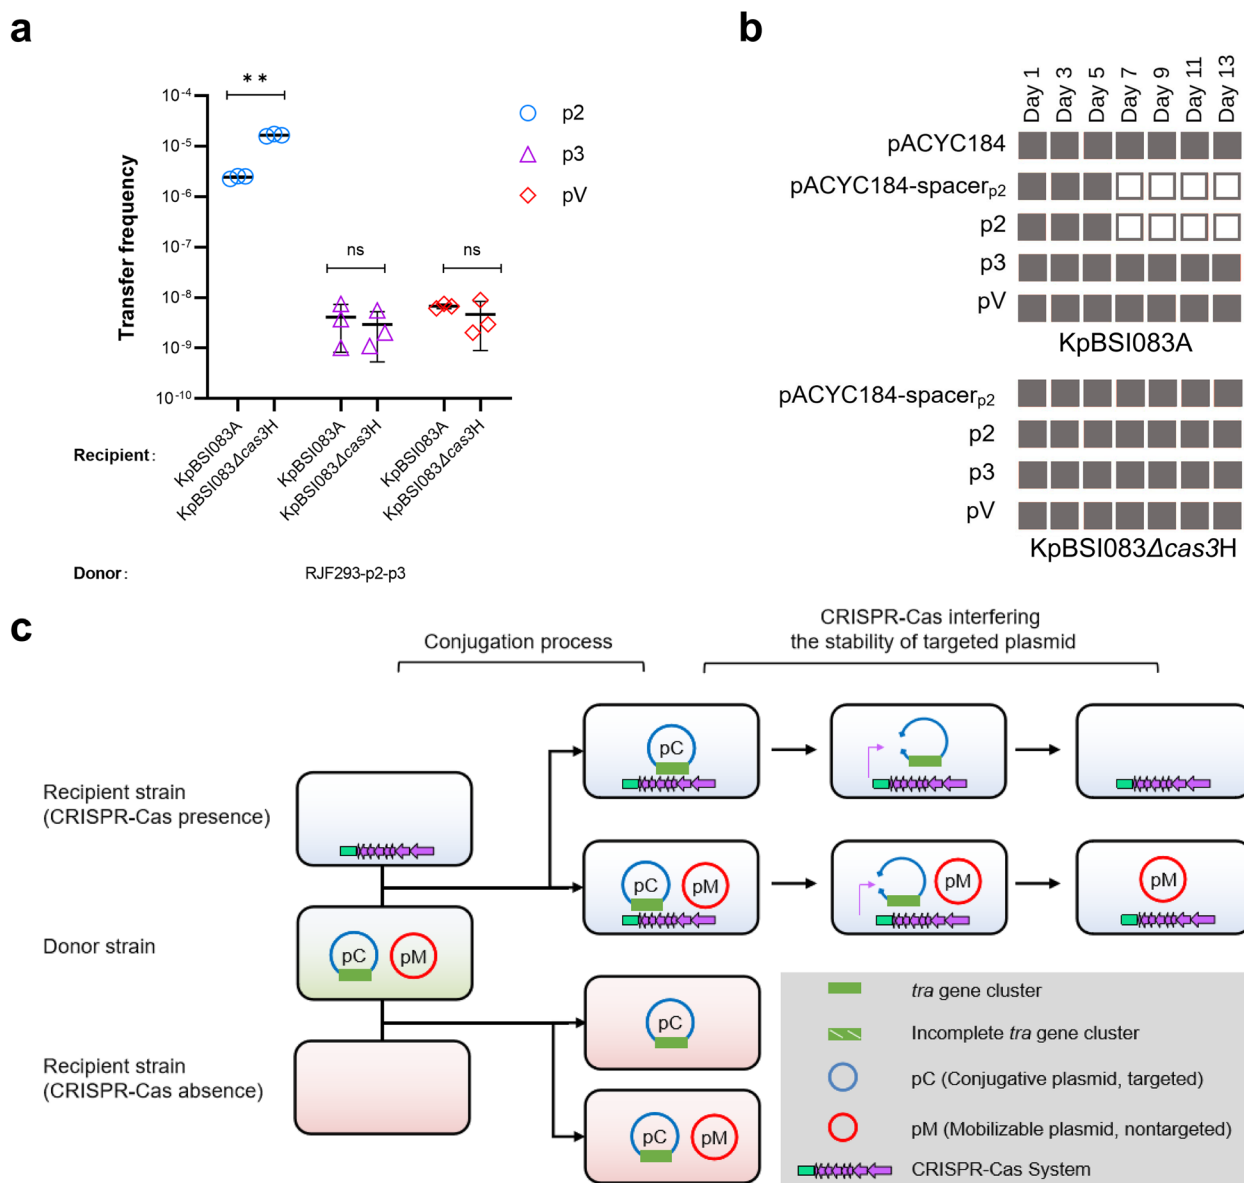 a
**
10-4
10-5
10-6
10-7
10-8
10-9
10-10
Transfer frequency
ns
ns
p2
p3
pV
Recipient:
KpBSI083A
KpBSI083Δcas3H
KpBSI083A
KpBSI083Δcas3H
KpBSI083A
KpBSI083Δcas3H
Donor:
RJF293-p2-p3
b
Day 1
Day 3
Day 5
Day 7
Day 9
Day 11
Day 13
pACYC184
pACYC184-spacerp2
p2
p3
pV
KpBSI083A
pACYC184-spacerp2
p2
p3
pV
KpBSI083Δcas3H
c
Conjugation process
CRISPR-Cas interfering
the stability of targeted plasmid
Recipient strain
(CRISPR-Cas presence)
Donor strain
Recipient strain
(CRISPR-Cas absence)
pC
pC
pM
pM
pM
pC
pM
pC
pC
pM
tra gene cluster
Incomplete tra gene cluster
pC (Conjugative plasmid, targeted)
pM (Mobilizable plasmid, nontargeted)
CRISPR-Cas System